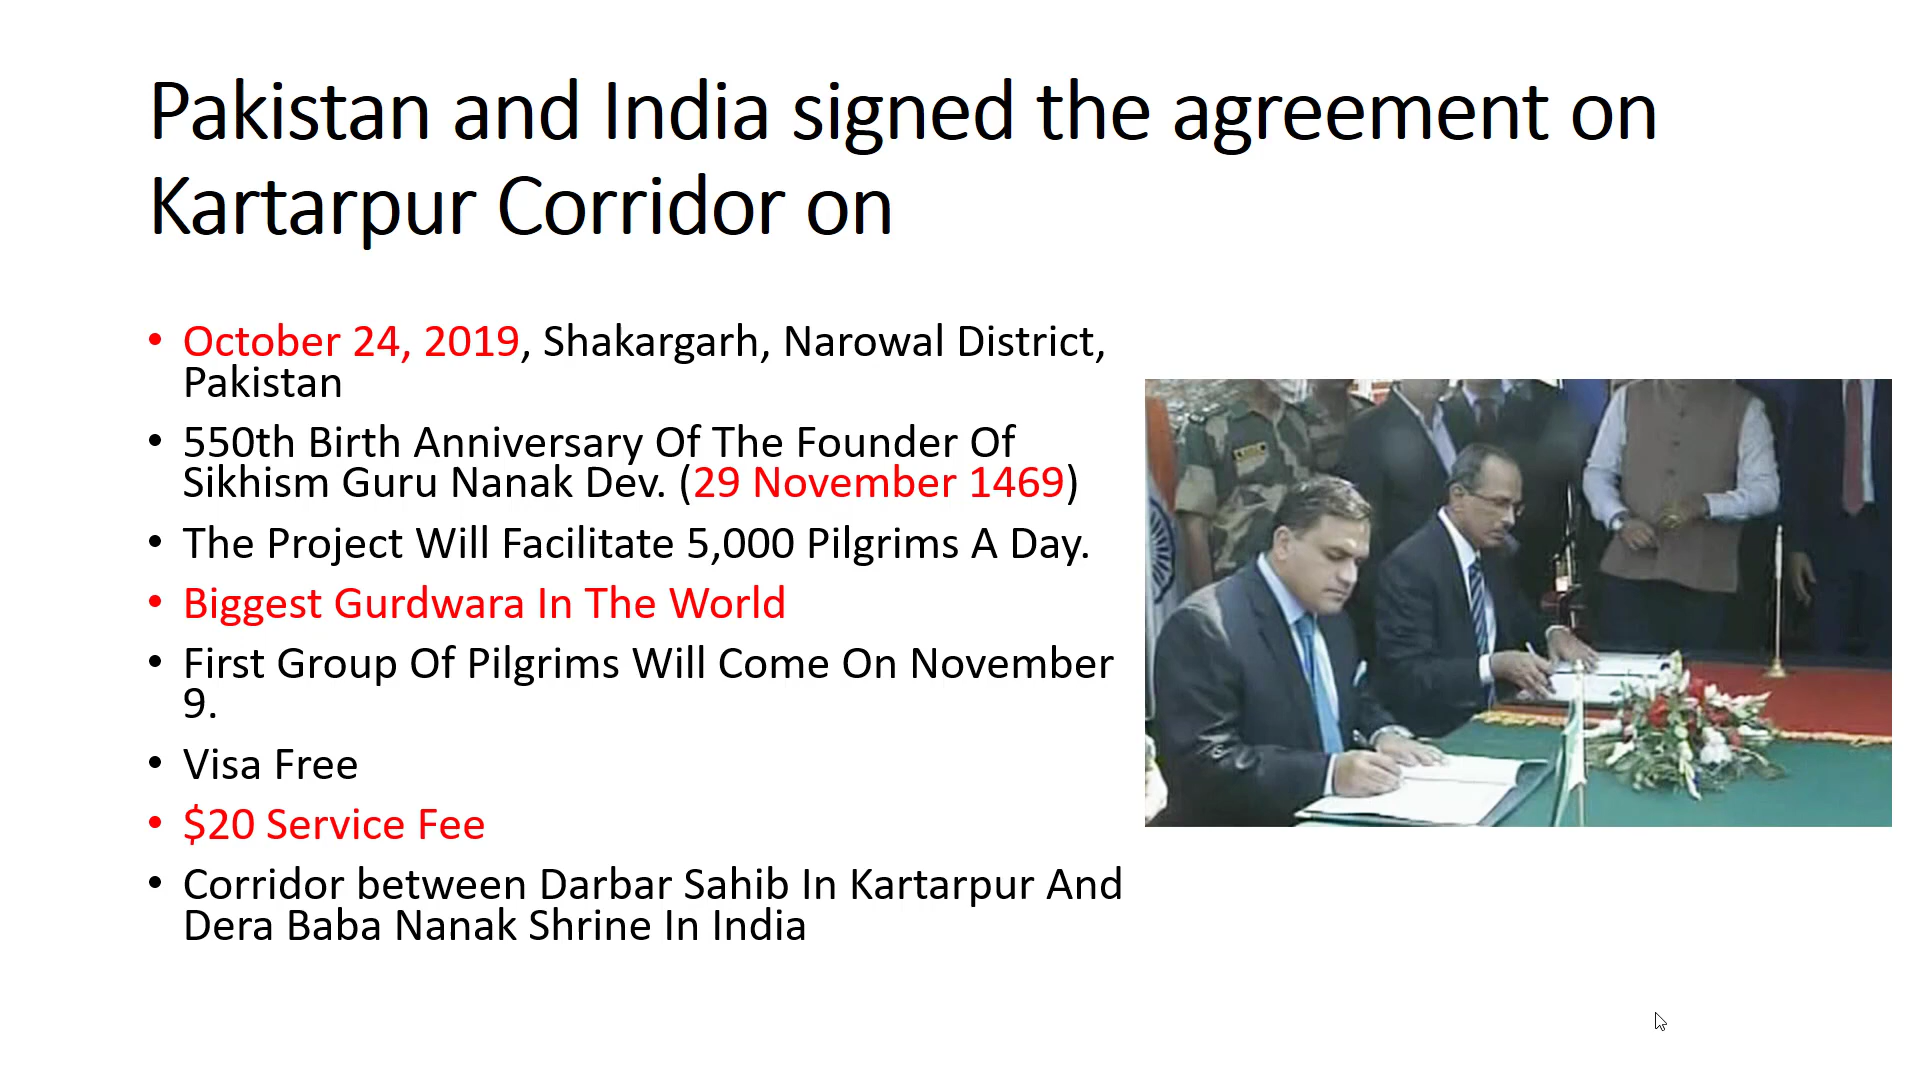 Pakistan and India signed the agreement on
Kartarpur Corridor on
• October 24, 2019, Shakargarh, Narowal District,
Pakistan
• 550th Birth Anniversary Of The Founder Of
Sikhism Guru Nanak Dev. (29 November 1469)
• The Project Will Facilitate 5,000 Pilgrims A Day.
• Biggest Gurdwara In The World
• First Group Of Pilgrims Will Come On November
9.
• Visa Free
• $20 Service Fee
• Corridor between Darbar Sahib In Kartarpur And
Dera Baba Nanak Shrine In India